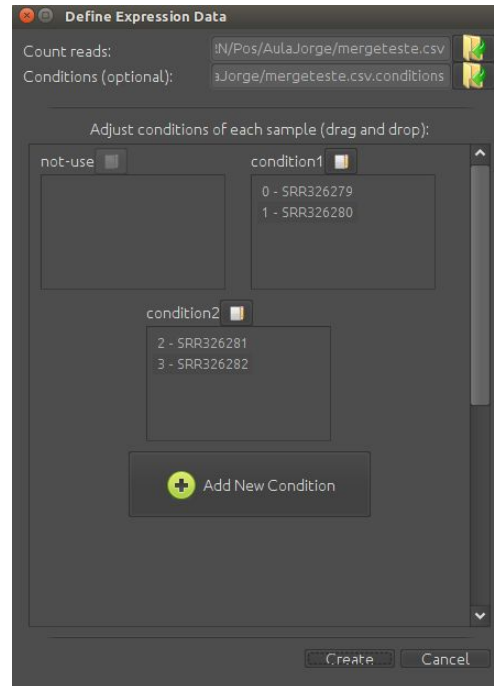 Define Expression Data
Count reads:
!N/Pos/AulaJorge/mergeteste.csv
Conditions (optional):
aJorge/mergeteste.csv.conditions
Adjust conditions of each sample (drag and drop):
not-use
condition1
0 - SRR326279
1 - SRR326280
condition2
2 - SRR326281
3 - SRR326282
Add New Condition
Create
Cancel